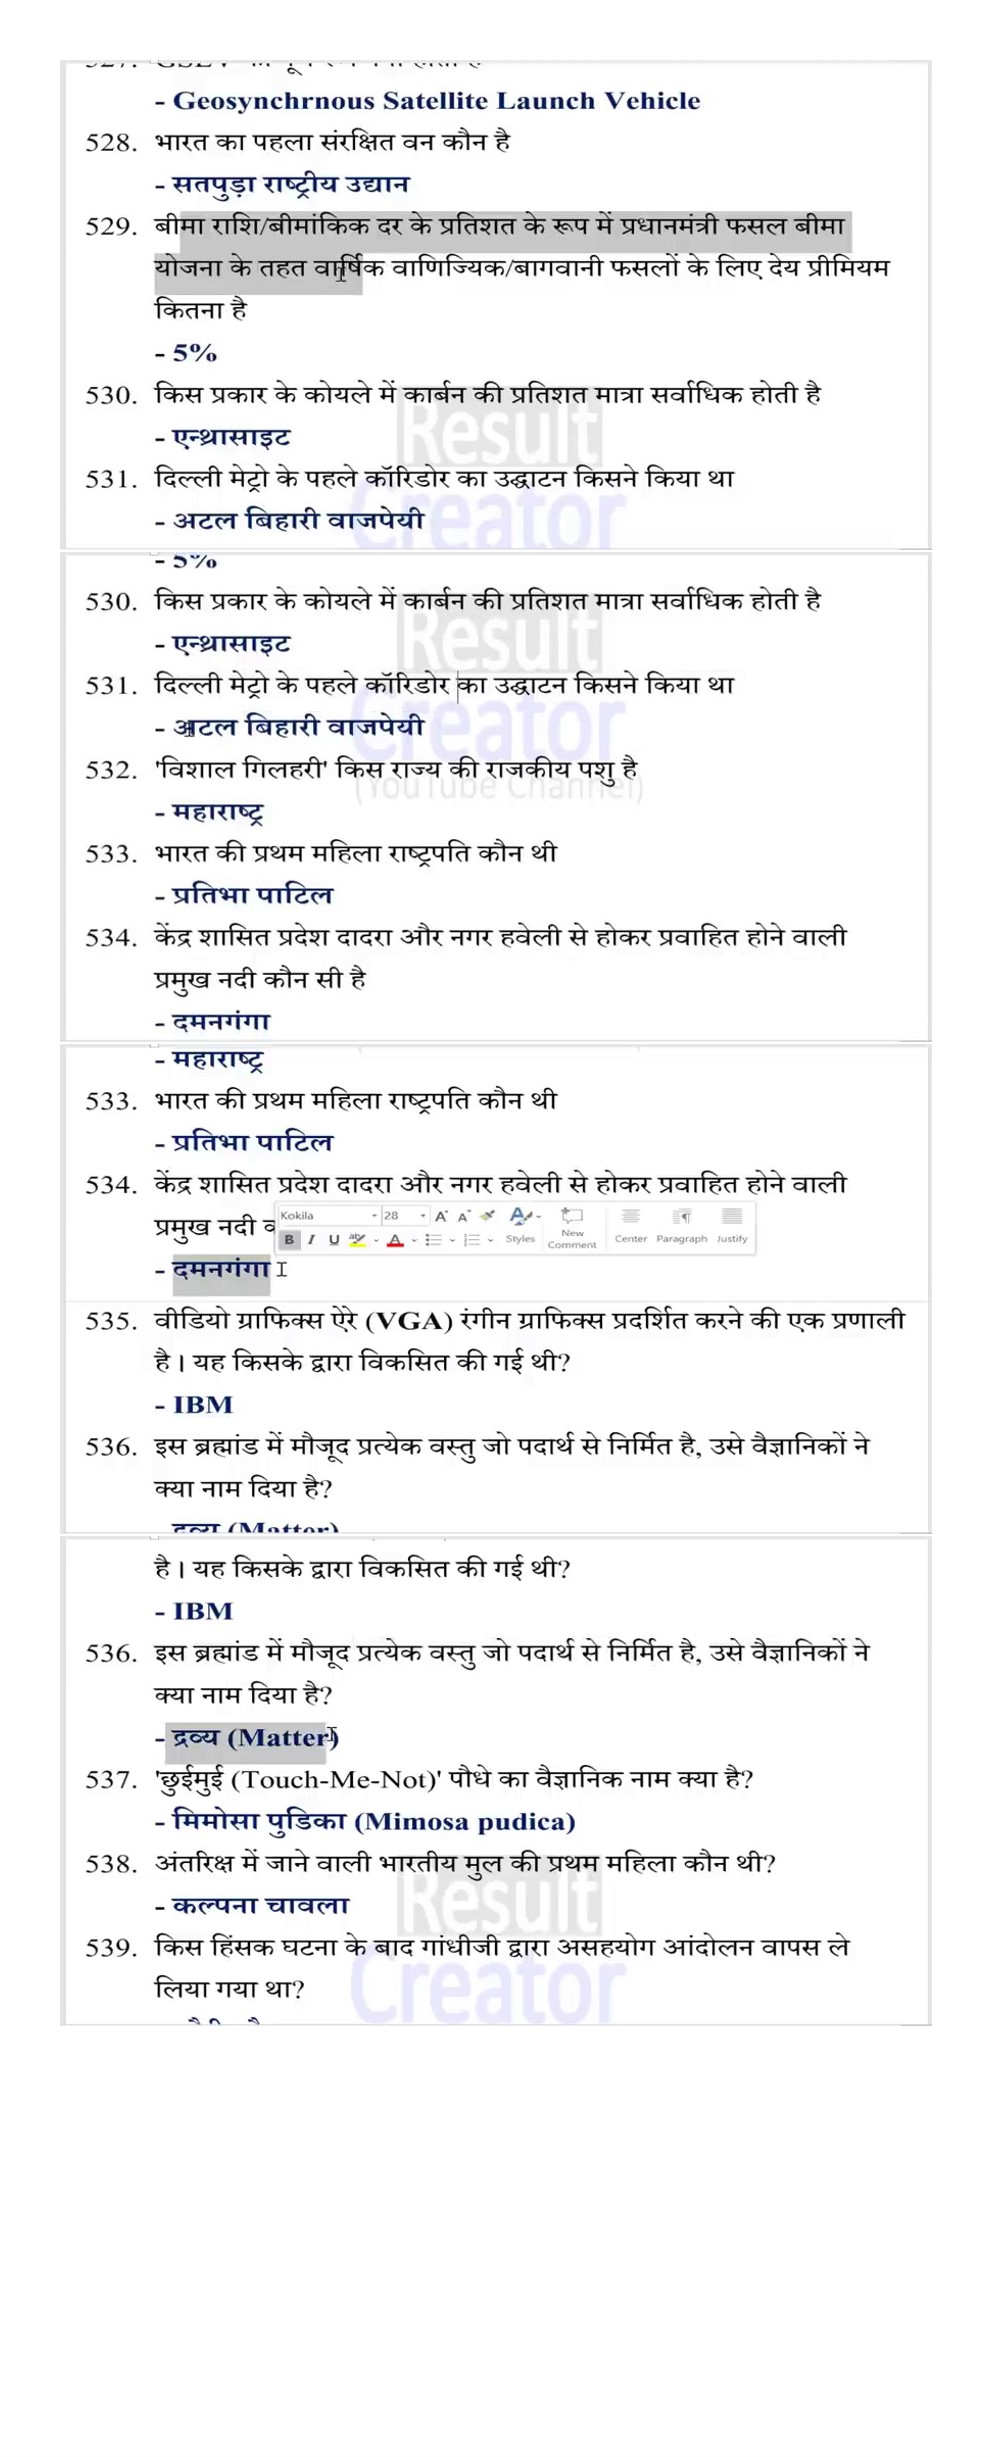 - Geosynchrnous Satellite Launch Vehicle
528. भारत का पहला संरक्षित वन कौन है
- सतपुड़ा राष्ट्रीय उद्यान
529. बीमा राशि/बीमांकिक दर के प्रतिशत के रूप में प्रधानमंत्री फसल बीमा
योजना के तहत वार्षिक वाणिज्यिक/बागवानी फसलों के लिए देय प्रीमियम
कितना है
- 5%
530. किस प्रकार के कोयले में कार्बन की प्रतिशत मात्रा सर्वाधिक होती है
Result
- एन्थ्रासाइट
531. दिल्ली मेट्रो के पहले कॉरिडोर का उद्घाटन किसने किया था
Creator
- अटल बिहारी वाजपेयी
- 5%
530. किस प्रकार के कोयले में कार्बन की प्रतिशत मात्रा सर्वाधिक होती है
Result
- एन्थ्रासाइट
531. दिल्ली मेट्रो के पहले कॉरिडोर का उद्घाटन किसने किया था
Creator
- अटल बिहारी वाजपेयी
532. 'विशाल गिलहरी' किस राज्य की राजकीय पशु है
(YouTube Channel)
- महाराष्ट्र
533. भारत की प्रथम महिला राष्ट्रपति कौन थी
- प्रतिभा पाटिल
534. केंद्र शासित प्रदेश दादरा और नगर हवेली से होकर प्रवाहित होने वाली
प्रमुख नदी कौन सी है
- दमनगंगा
- महाराष्ट्र
533. भारत की प्रथम महिला राष्ट्रपति कौन थी
- प्रतिभा पाटिल
534. केंद्र शासित प्रदेश दादरा और नगर हवेली से होकर प्रवाहित होने वाली
प्रमुख नदी
Kokila 28 A A A New
B I U ab A Styles Comment Center Paragraph Justify
- दमनगंगा
535. वीडियो ग्राफिक्स ऐरे (VGA) रंगीन ग्राफिक्स प्रदर्शित करने की एक प्रणाली
है। यह किसके द्वारा विकसित की गई थी?
- IBM
536. इस ब्रह्मांड में मौजूद प्रत्येक वस्तु जो पदार्थ से निर्मित है, उसे वैज्ञानिकों ने
क्या नाम दिया है?
द्रव्य (Matter)
है। यह किसके द्वारा विकसित की गई थी?
- IBM
536. इस ब्रह्मांड में मौजूद प्रत्येक वस्तु जो पदार्थ से निर्मित है, उसे वैज्ञानिकों ने
क्या नाम दिया है?
- द्रव्य (Matter)
537. 'छुईमुई (Touch-Me-Not)' पौधे का वैज्ञानिक नाम क्या है?
- मिमोसा पुडिका (Mimosa pudica)
538. अंतरिक्ष में जाने वाली भारतीय मुल की प्रथम महिला कौन थी?
Result
- कल्पना चावला
539. किस हिंसक घटना के बाद गांधीजी द्वारा असहयोग आंदोलन वापस ले
Creator
लिया गया था?